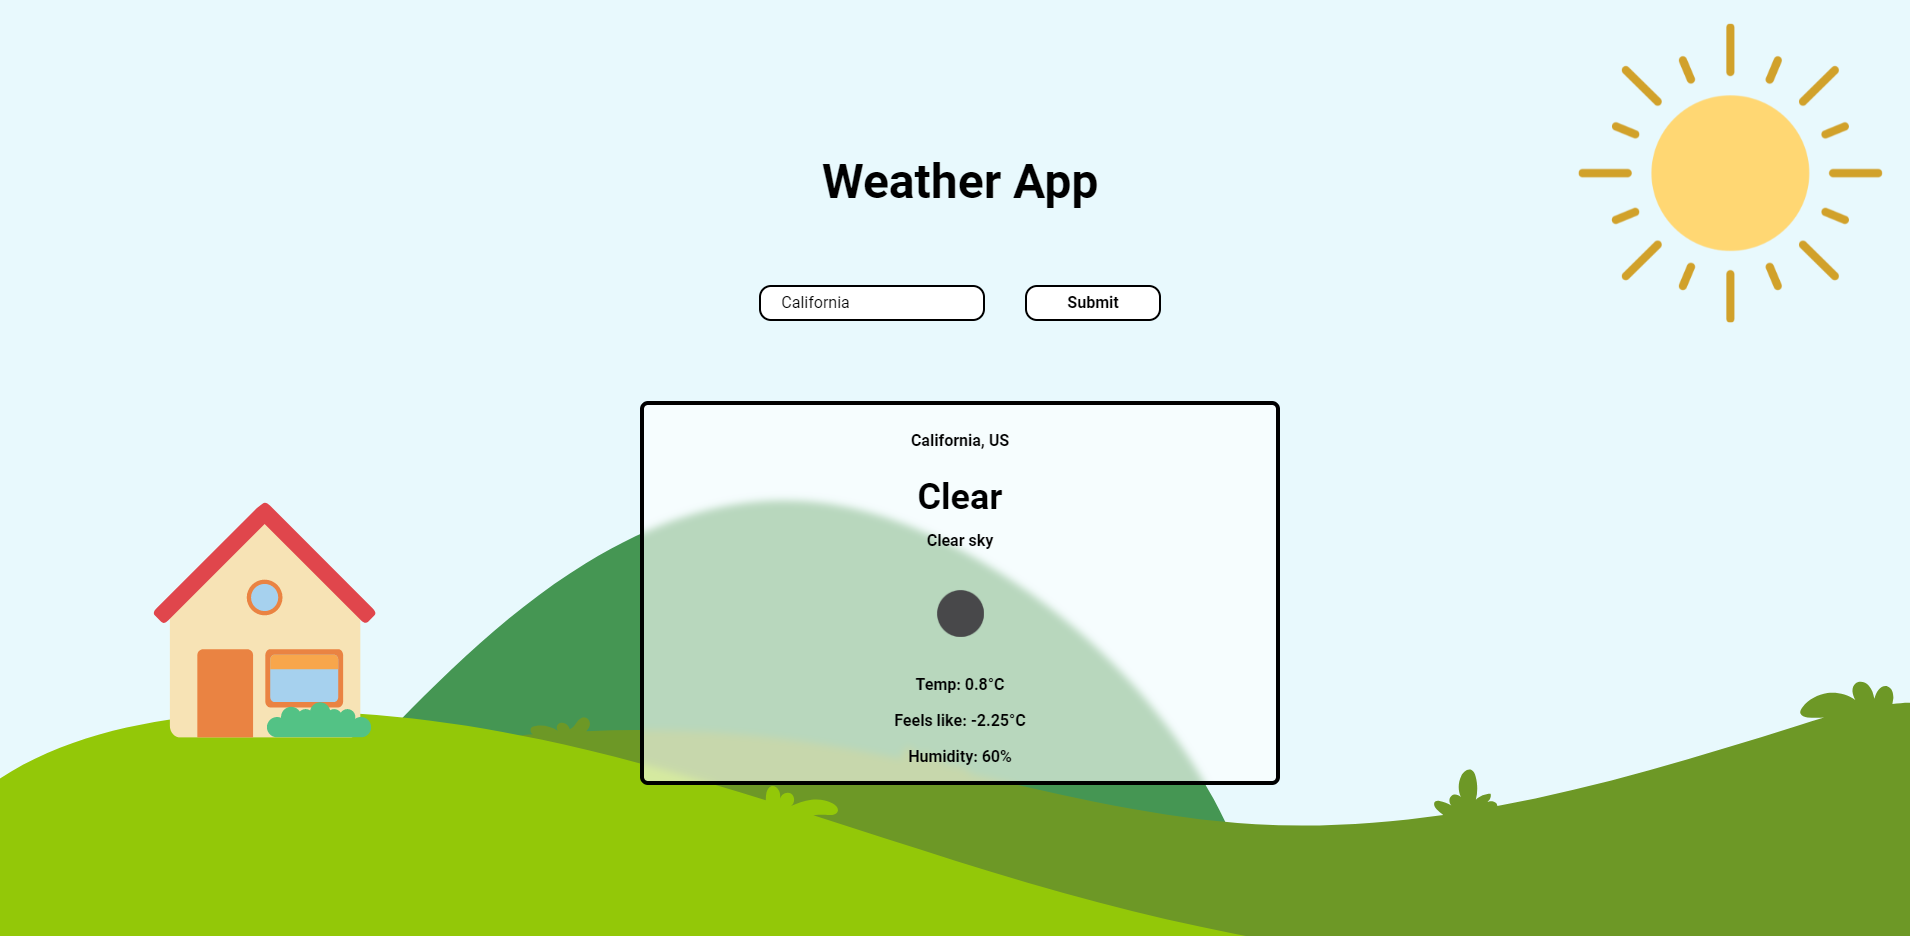 Weather App
California
Submit
California, US
Clear
Clear sky
Temp: 0.8°C
Feels like: -2.25°C
Humidity: 60%